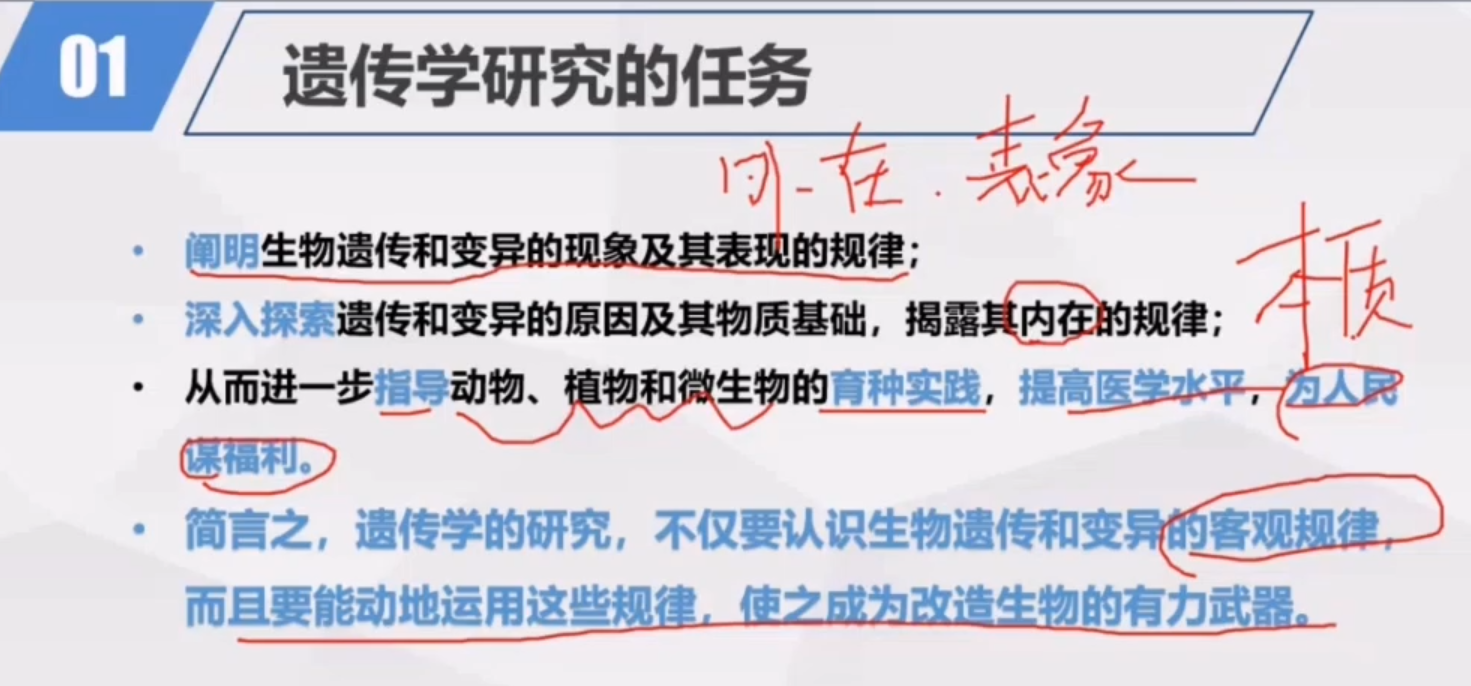 01 遗传学研究的任务
外在 表象
• 阐明生物遗传和变异的现象及其表现的规律；
本质
• 深入探索遗传和变异的原因及其物质基础，揭露其内在的规律；
• 从而进一步指导动物、植物和微生物的育种实践，提高医学水平，为人民
谋福利。
• 简言之，遗传学的研究，不仅要认识生物遗传和变异的客观规律，
而且要能动地运用这些规律，使之成为改造生物的有力武器。